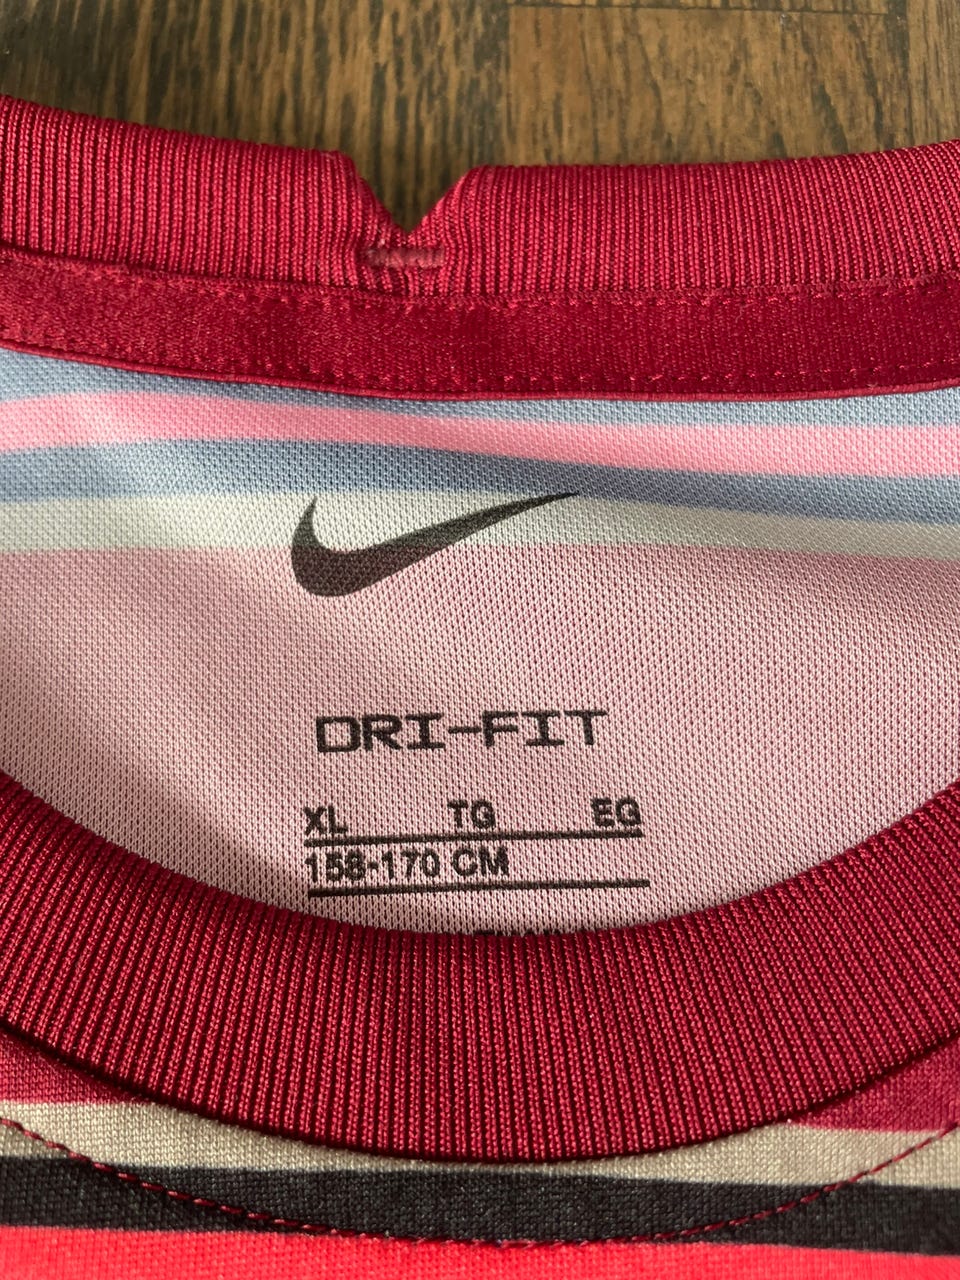 DRI-FIT
XL TG EG
158-170 CM